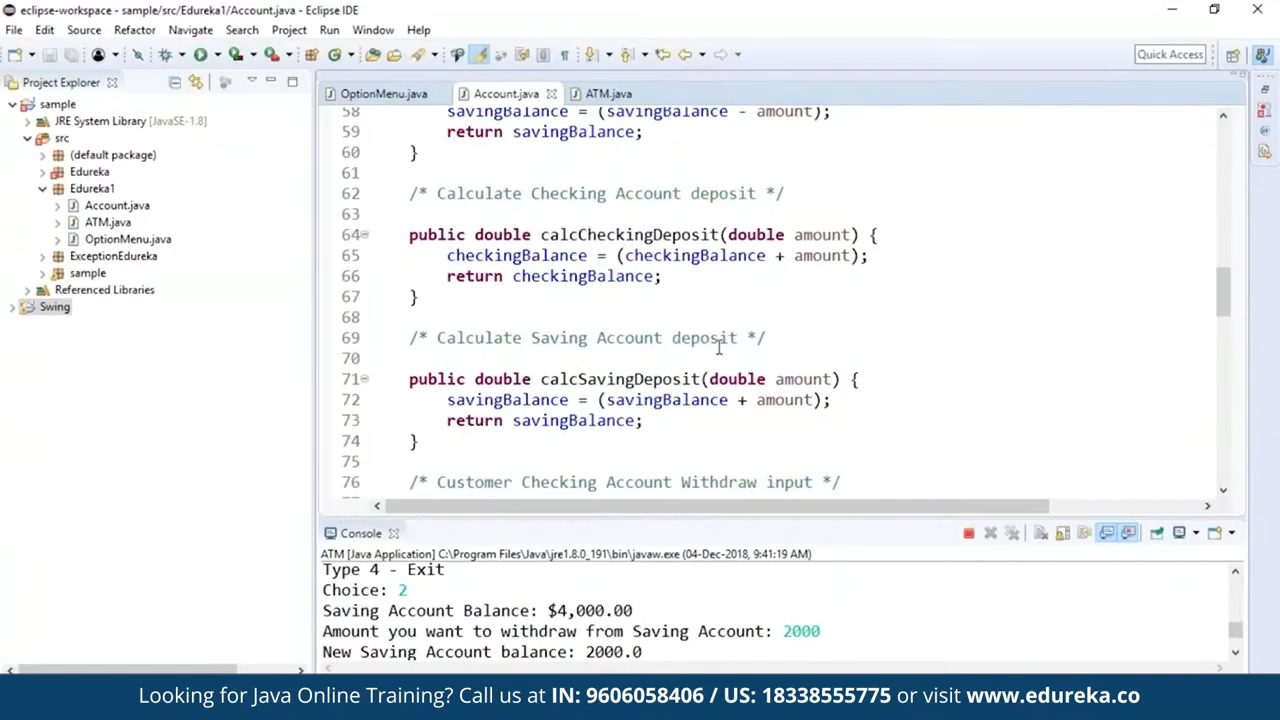 eclipse-workspace - sample/src/Edureka1/Account.java - Eclipse IDE
File Edit Source Refactor Navigate Search Project Run Window Help
Quick Access
Project Explorer
sample
JRE System Library [JavaSE-1.8]
src
(default package)
Edureka
Edureka1
Account.java
ATM.java
OptionMenu.java
ExceptionEdureka
sample
Referenced Libraries
Swing
OptionMenu.java Account.java ATM.java
58 savingBalance = (savingBalance - amount);
59 return savingBalance;
60 }
61
62 /* Calculate Checking Account deposit */
63
64 public double calcCheckingDeposit(double amount) {
65 checkingBalance = (checkingBalance + amount);
66 return checkingBalance;
67 }
68
69 /* Calculate Saving Account deposit */
70
71 public double calcSavingDeposit(double amount) {
72 savingBalance = (savingBalance + amount);
73 return savingBalance;
74 }
75
76 /* Customer Checking Account Withdraw input */
Console
ATM [Java Application] C:\Program Files\Java\jre1.8.0_191\bin\javaw.exe (04-Dec-2018, 9:41:19 AM)
Type 4 - Exit
Choice: 2
Saving Account Balance: $4,000.00
Amount you want to withdraw from Saving Account: 2000
New Saving Account balance: 2000.0
Looking for Java Online Training? Call us at IN: 9606058406 / US: 18338555775 or visit www.edureka.co